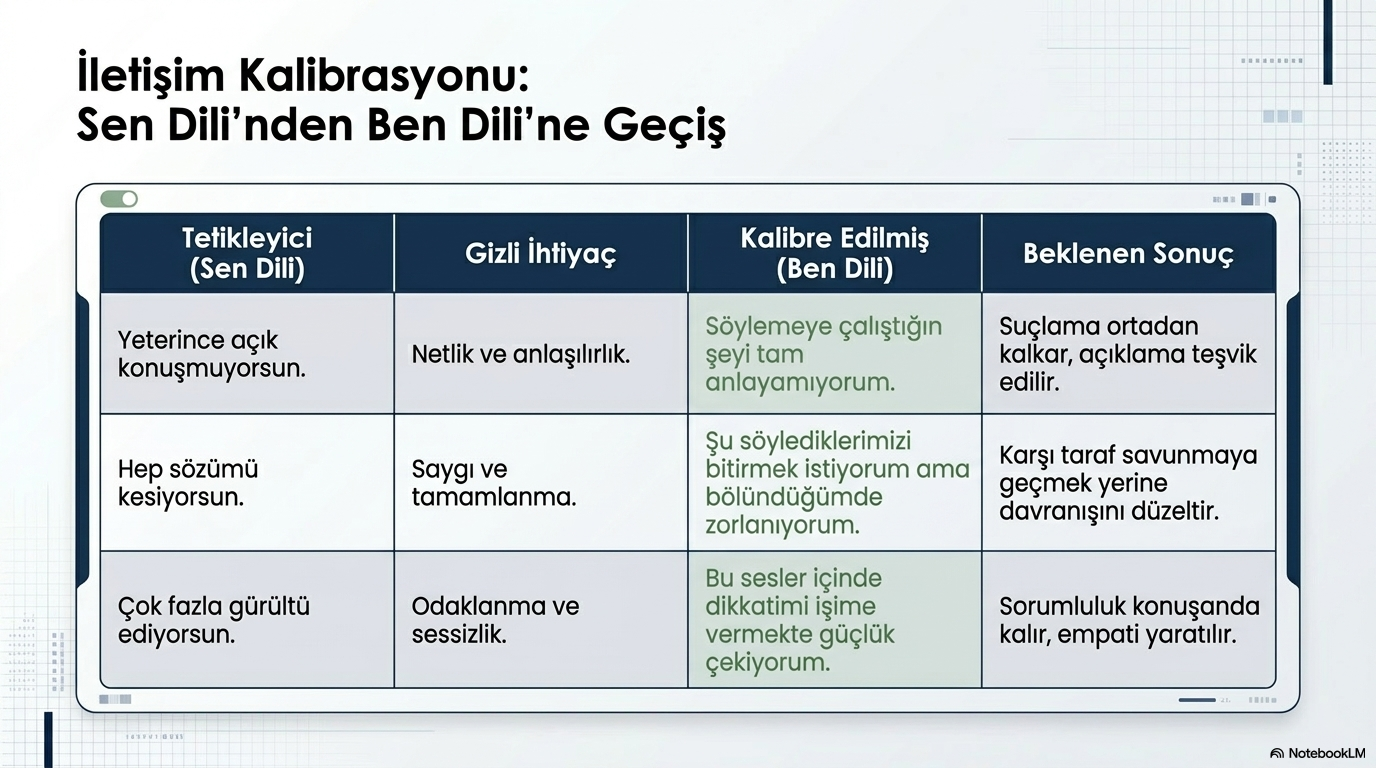 İletişim Kalibrasyonu:
Sen Dili’nden Ben Dili’ne Geçiş
Tetikleyici
(Sen Dili)
Gizli İhtiyaç
Kalibre Edilmiş
(Ben Dili)
Beklenen Sonuç
Yeterince açık
konuşmuyorsun.
Netlik ve anlaşılırlık.
Söylemeye çalıştığın
şeyi tam
anlayamıyorum.
Suçlama ortadan
kalkar, açıklama teşvik
edilir.
Hep sözümü
kesiyorsun.
Saygı ve
tamamlanma.
Şu söylediklerimizi
bitirmek istiyorum ama
bölündüğümde
zorlanıyorum.
Karşı taraf savunmaya
geçmek yerine
davranışını düzeltir.
Çok fazla gürültü
ediyorsun.
Odaklanma ve
sessizlik.
Bu sesler içinde
dikkatimi işime
vermekte güçlük
çekiyorum.
Sorumluluk konuşanda
kalır, empati yaratılır.
NotebookLM